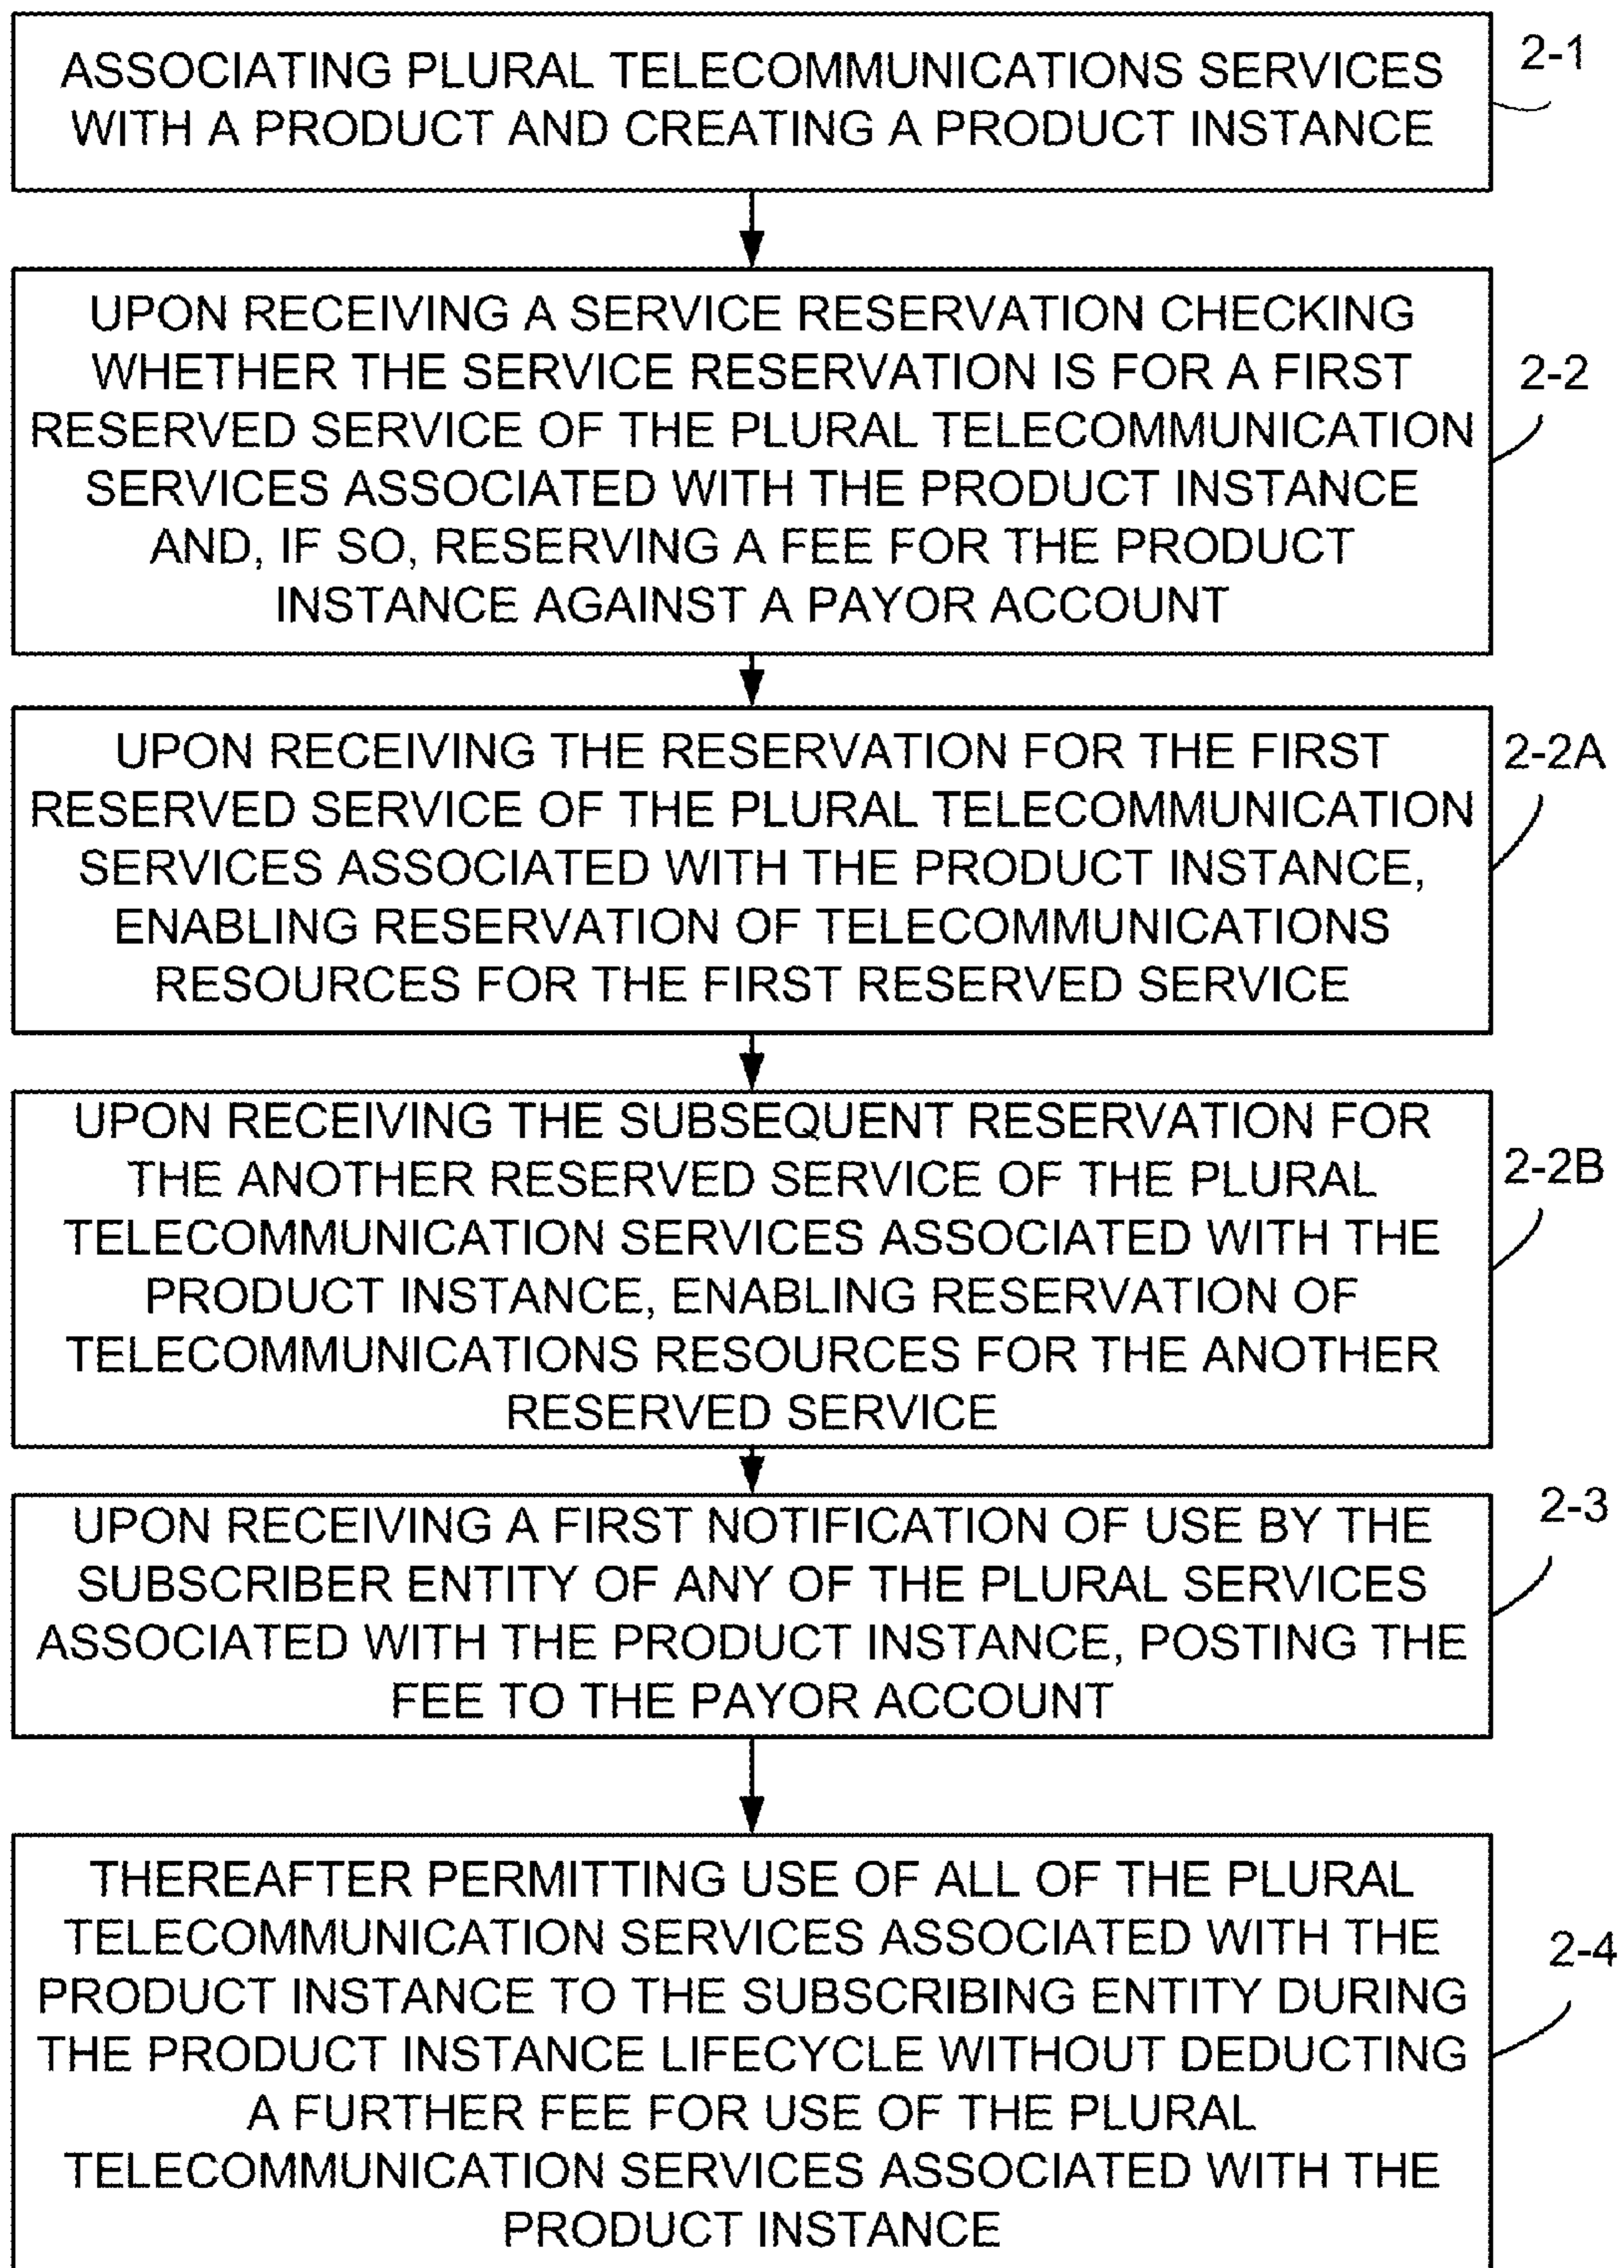 ASSOCIATING PLURAL TELECOMMUNICATIONS SERVICES
WITH A PRODUCT AND CREATING A PRODUCT INSTANCE
2-1
UPON RECEIVING A SERVICE RESERVATION CHECKING
WHETHER THE SERVICE RESERVATION IS FOR A FIRST
RESERVED SERVICE OF THE PLURAL TELECOMMUNICATION
SERVICES ASSOCIATED WITH THE PRODUCT INSTANCE
AND, IF SO, RESERVING A FEE FOR THE PRODUCT
INSTANCE AGAINST A PAYOR ACCOUNT
2-2
UPON RECEIVING THE RESERVATION FOR THE FIRST
RESERVED SERVICE OF THE PLURAL TELECOMMUNICATION
SERVICES ASSOCIATED WITH THE PRODUCT INSTANCE,
ENABLING RESERVATION OF TELECOMMUNICATIONS
RESOURCES FOR THE FIRST RESERVED SERVICE
2-2A
UPON RECEIVING THE SUBSEQUENT RESERVATION FOR
THE ANOTHER RESERVED SERVICE OF THE PLURAL
TELECOMMUNICATION SERVICES ASSOCIATED WITH THE
PRODUCT INSTANCE, ENABLING RESERVATION OF
TELECOMMUNICATIONS RESOURCES FOR THE ANOTHER
RESERVED SERVICE
2-2B
UPON RECEIVING A FIRST NOTIFICATION OF USE BY THE
SUBSCRIBER ENTITY OF ANY OF THE PLURAL SERVICES
ASSOCIATED WITH THE PRODUCT INSTANCE, POSTING THE
FEE TO THE PAYOR ACCOUNT
2-3
THEREAFTER PERMITTING USE OF ALL OF THE PLURAL
TELECOMMUNICATION SERVICES ASSOCIATED WITH THE
PRODUCT INSTANCE TO THE SUBSCRIBING ENTITY DURING
THE PRODUCT INSTANCE LIFECYCLE WITHOUT DEDUCTING
A FURTHER FEE FOR USE OF THE PLURAL
TELECOMMUNICATION SERVICES ASSOCIATED WITH THE
PRODUCT INSTANCE
2-4